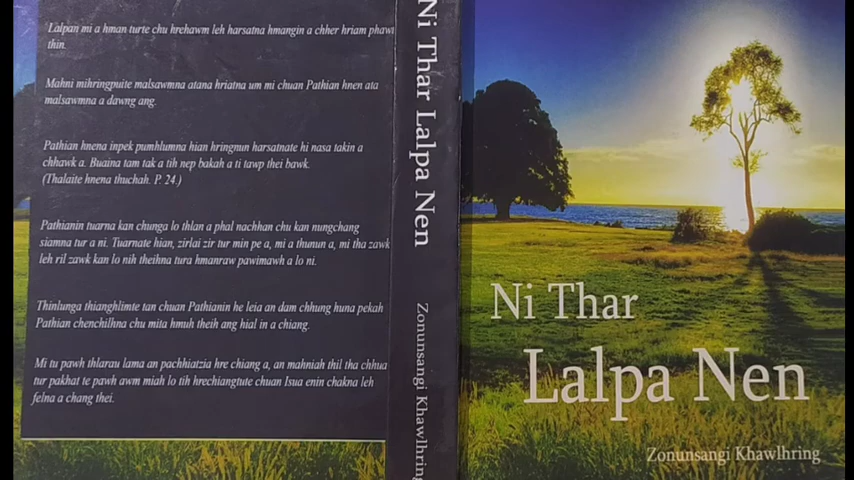 Lalpan mi a hman turte chu hrehawm leh harsatna hmangin a chher hriam phawt
thin.
Mahni mihringpuite malsawmna atana hriatna um mi chuan Pathian hnen ata
malsawmna a dawng ang.
Pathian hnena inpek pumhlumna hian hringnun harsatnate hi nasa takin a
chhawk a. Buaina tam tak a tih nep bakah a ti tawp thei bawk.
(Thalaite hnena thuchah. P. 24.)
Pathianin tuarna kan chunga lo thlan a phal nachhan chu kan nungchang
siamna tur a ni. Tuarnate hian, zirlai zir tur min pe a, mi a thunun a, mi tha zawk
leh ril zawk kan lo nih theihna tura hmanraw pawimawh a lo ni.
Thinlunga thianghlimte tan chuan Pathianin he leia an dam chhung huna pekah
Pathian chenchilhna chu mita hmuh theih ang hial in a chiang.
Mi tu pawh thlarau lama an pachhiatzia hre chiang a, an mahniah thil tha chhua
tur pakhat te pawh awm miah lo tih hrechiangtute chuan Isua enin chakna leh
felna a chang thei.
Ni Thar Lalpa Nen
Zonunsangi Khawlhring
Ni Thar
Lalpa Nen
Zonunsangi Khawlhring